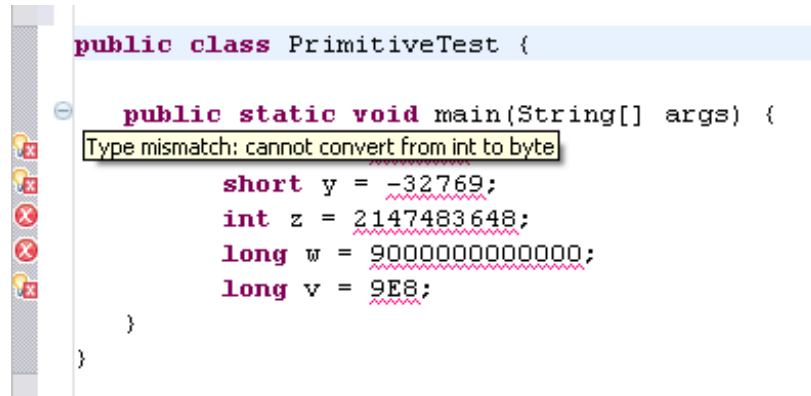 public class PrimitiveTest {
public static void main(String[] args) {
Type mismatch: cannot convert from int to byte
short y = -32769;
int z = 2147483648;
long w = 9000000000000;
long v = 9E8;
}
}